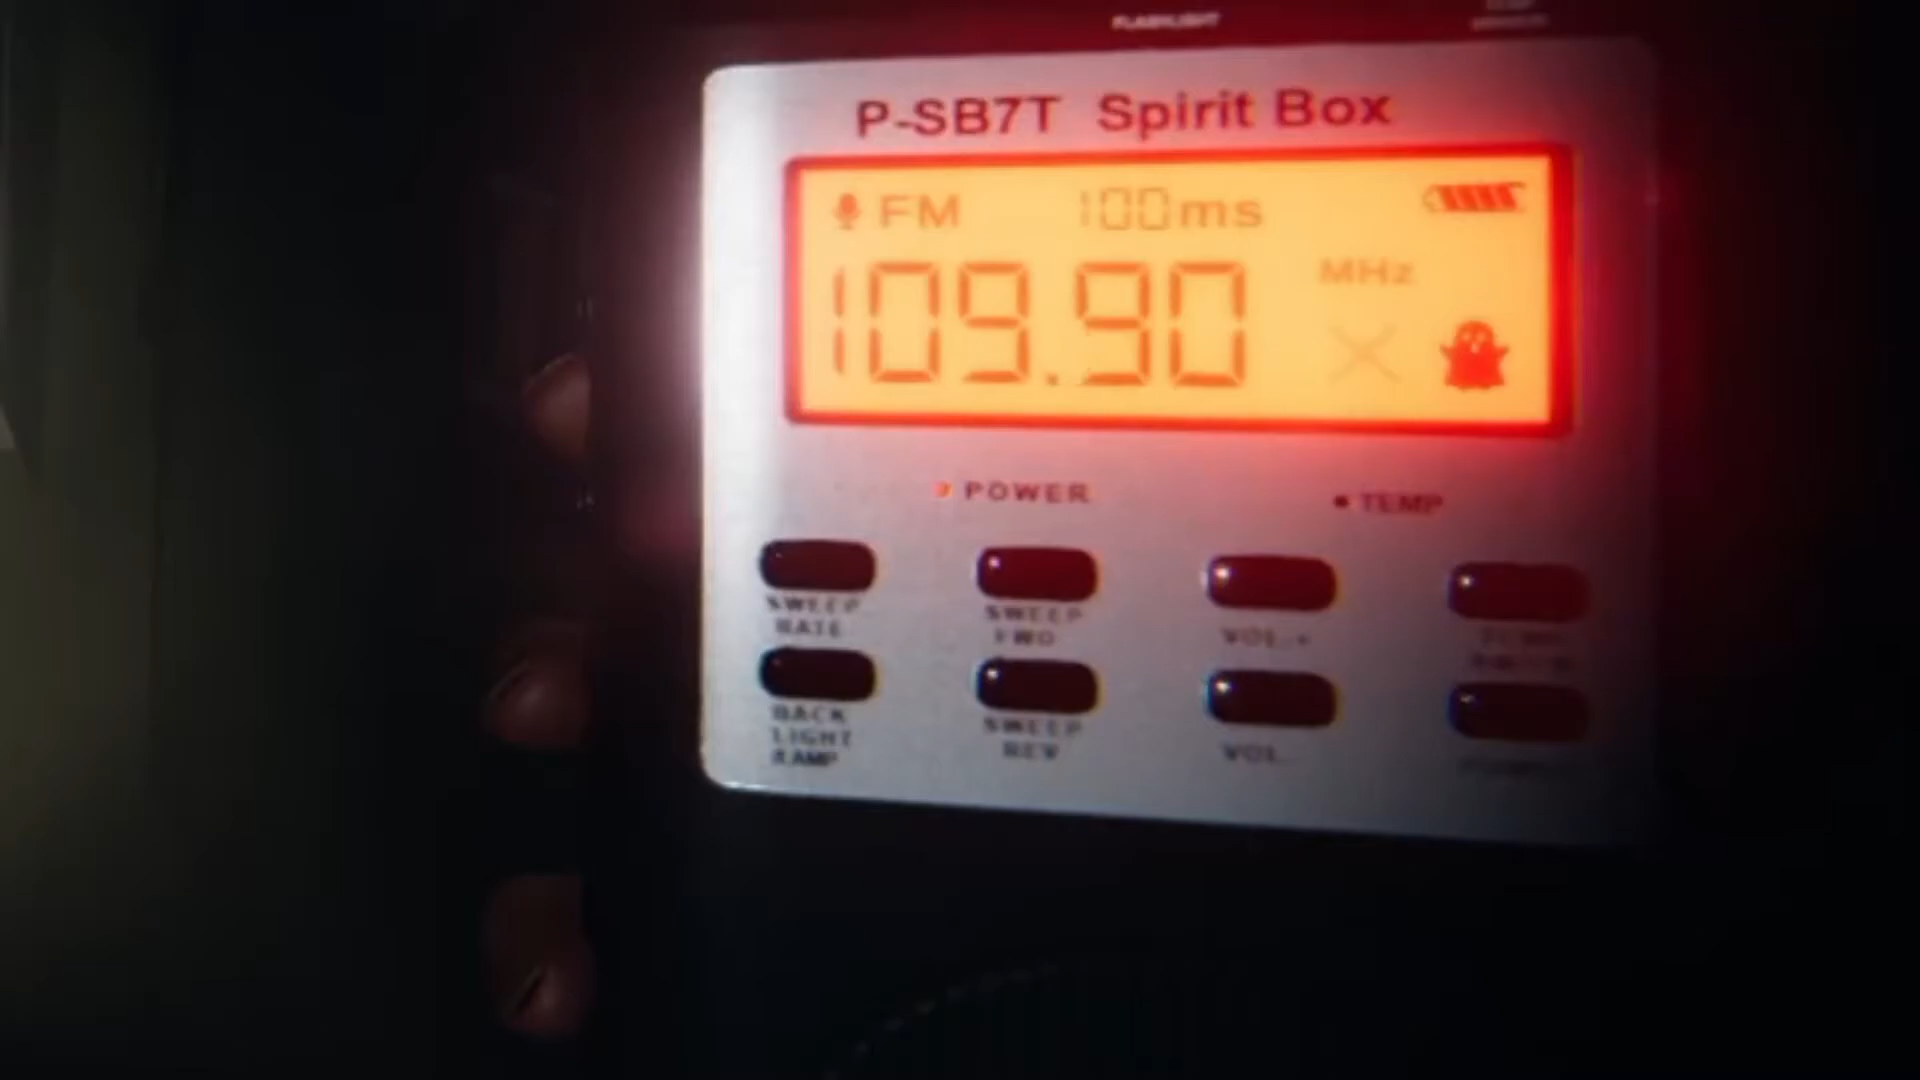 FLASHLIGHT
P-SB7T Spirit Box
FM 100ms
109.90 MHz
POWER
TEMP
SWEEP RATE
SWEEP FWD
VOL.+
BACK LIGHT RAMP
SWEEP REV
VOL.